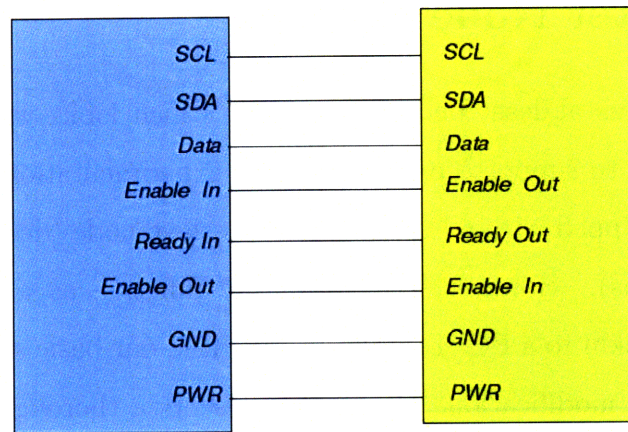 SCL SCL
SDA SDA
Data Data
Enable In Enable Out
Ready In Ready Out
Enable Out Enable In
GND GND
PWR PWR